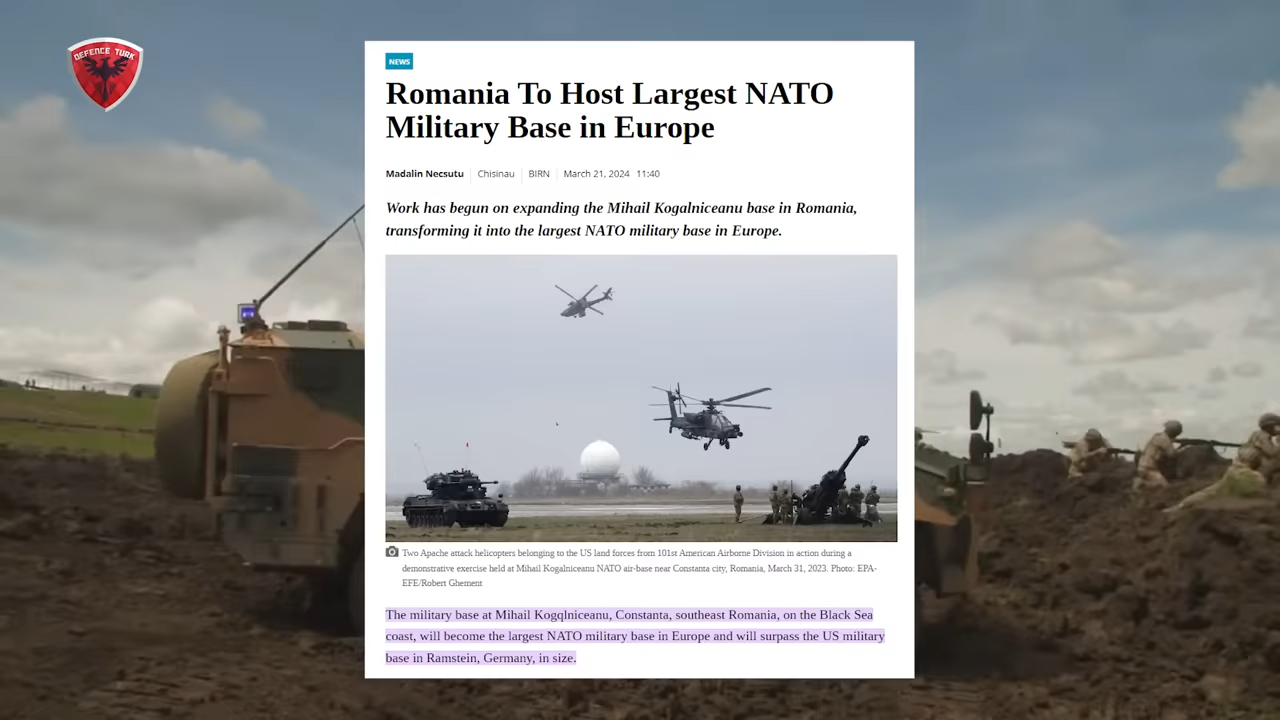 DEFENCE TURK
NEWS
Romania To Host Largest NATO
Military Base in Europe
Madalin Necsutu Chisinau BIRN March 21, 2024 11:40
Work has begun on expanding the Mihail Kogalniceanu base in Romania,
transforming it into the largest NATO military base in Europe.
Two Apache attack helicopters belonging to the US land forces from 101st American Airborne Division in action during a
demonstrative exercise held at Mihail Kogalniceanu NATO air-base near Constanta city, Romania, March 31, 2023. Photo: EPA-
EFE/Robert Ghement
The military base at Mihail Kogqlniceanu, Constanta, southeast Romania, on the Black Sea
coast, will become the largest NATO military base in Europe and will surpass the US military
base in Ramstein, Germany, in size.